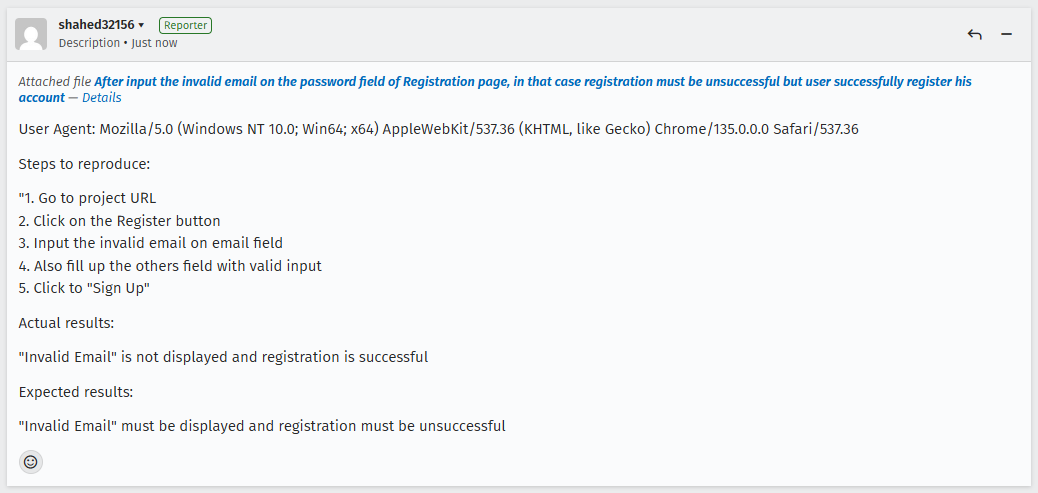 shahed32156 Reporter
Description • Just now
Attached file After input the invalid email on the password field of Registration page, in that case registration must be unsuccessful but user successfully register his
account — Details
User Agent: Mozilla/5.0 (Windows NT 10.0; Win64; x64) AppleWebKit/537.36 (KHTML, like Gecko) Chrome/135.0.0.0 Safari/537.36
Steps to reproduce:
"1. Go to project URL
2. Click on the Register button
3. Input the invalid email on email field
4. Also fill up the others field with valid input
5. Click to "Sign Up"
Actual results:
"Invalid Email" is not displayed and registration is successful
Expected results:
"Invalid Email" must be displayed and registration must be unsuccessful